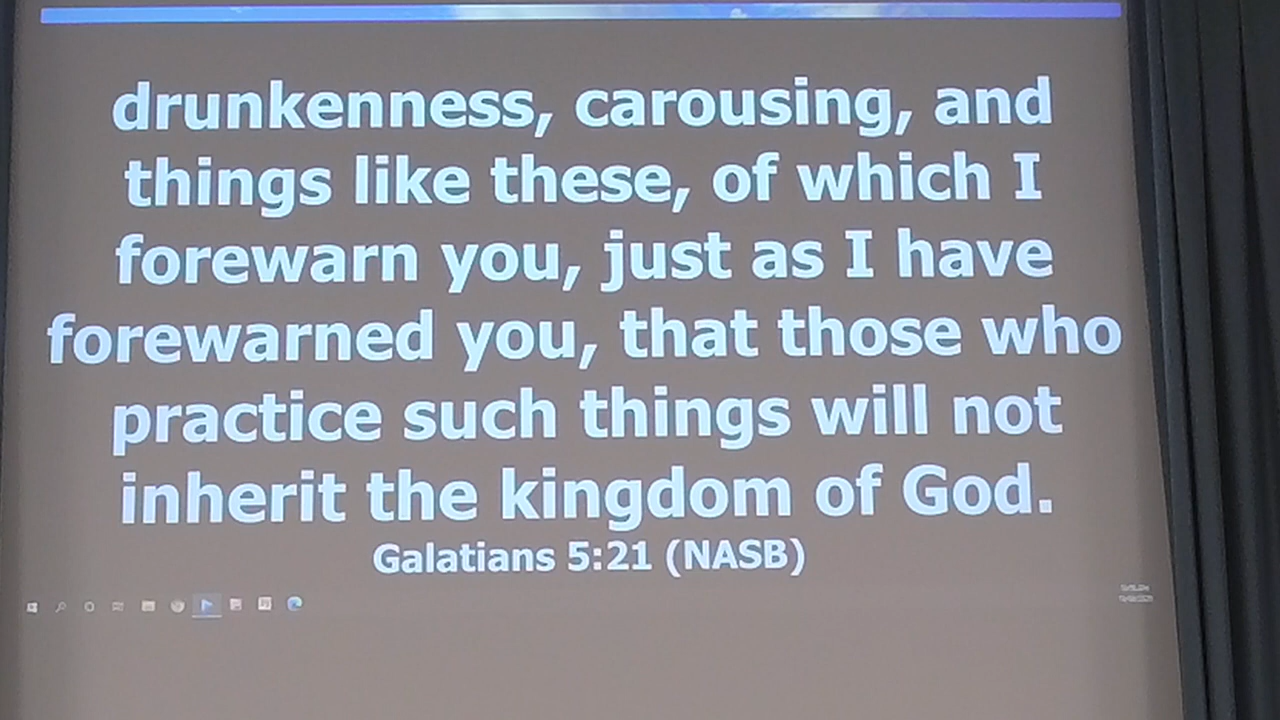 drunkenness, carousing, and
things like these, of which I
forewarn you, just as I have
forewarned you, that those who
practice such things will not
inherit the kingdom of God.
Galatians 5:21 (NASB)